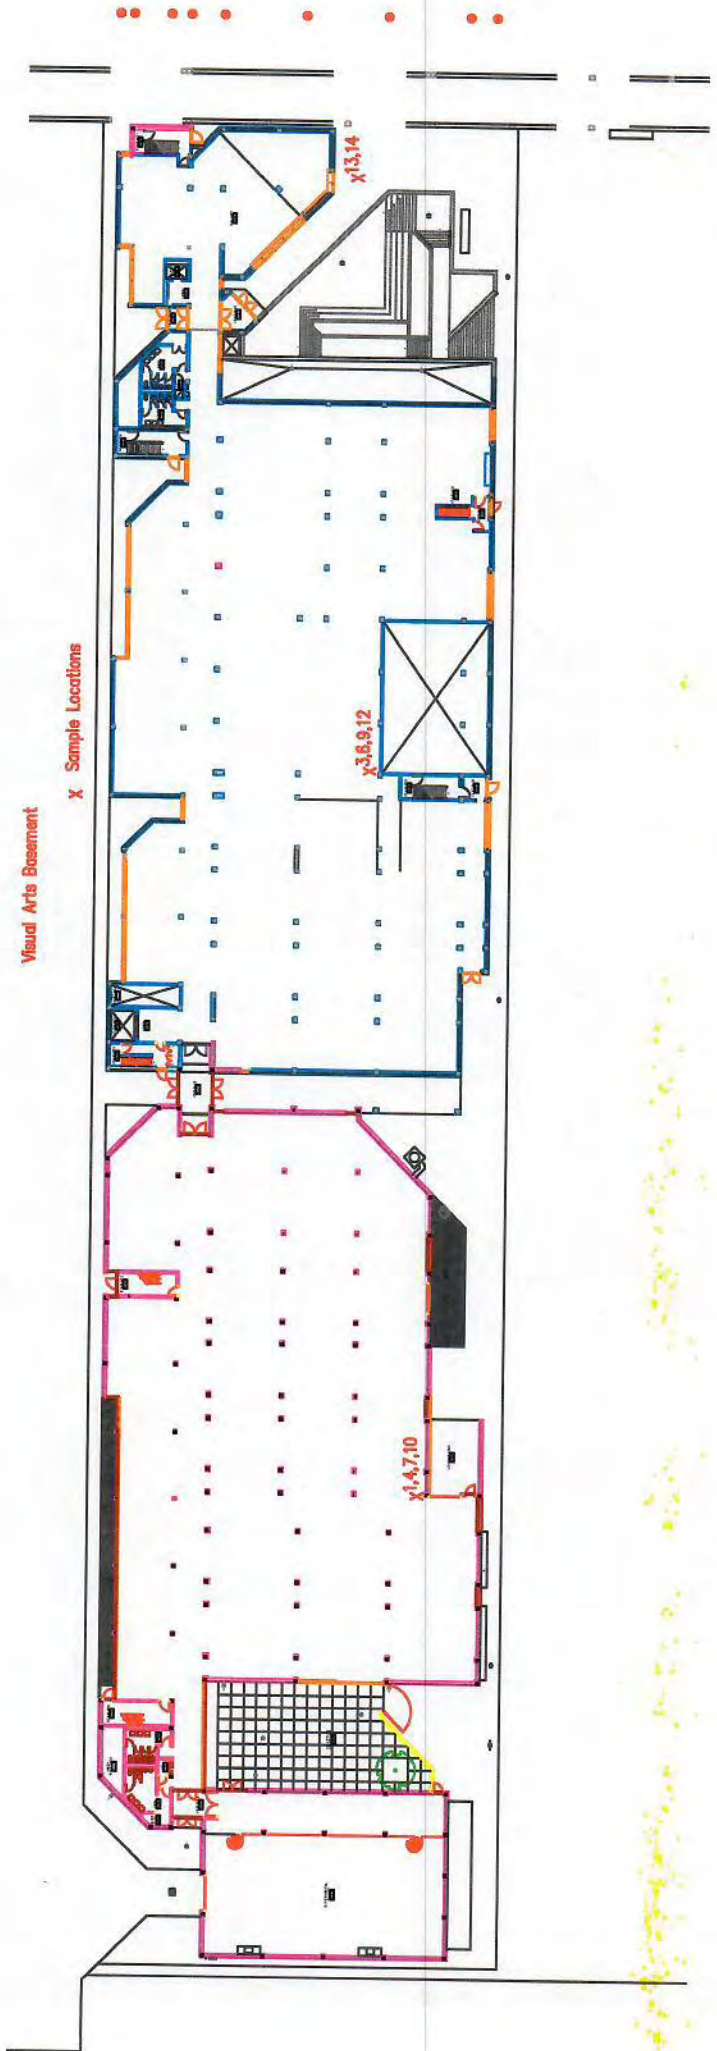 Visual Arts Basement
X Sample Locations
X13,14
X3,6,9,12
X1,4,7,10